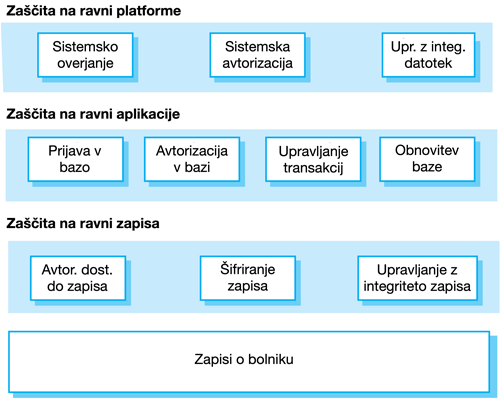 Zaščita na ravni platforme
Sistemsko
overjanje
Sistemska
avtorizacija
Upr. z integ.
datotek
Zaščita na ravni aplikacije
Prijava v
bazo
Avtorizacija
v bazi
Upravljanje
transakcij
Obnovitev
baze
Zaščita na ravni zapisa
Avtor. dost.
do zapisa
Šifriranje
zapisa
Upravljanje z
integriteto zapisa
Zapisi o bolniku